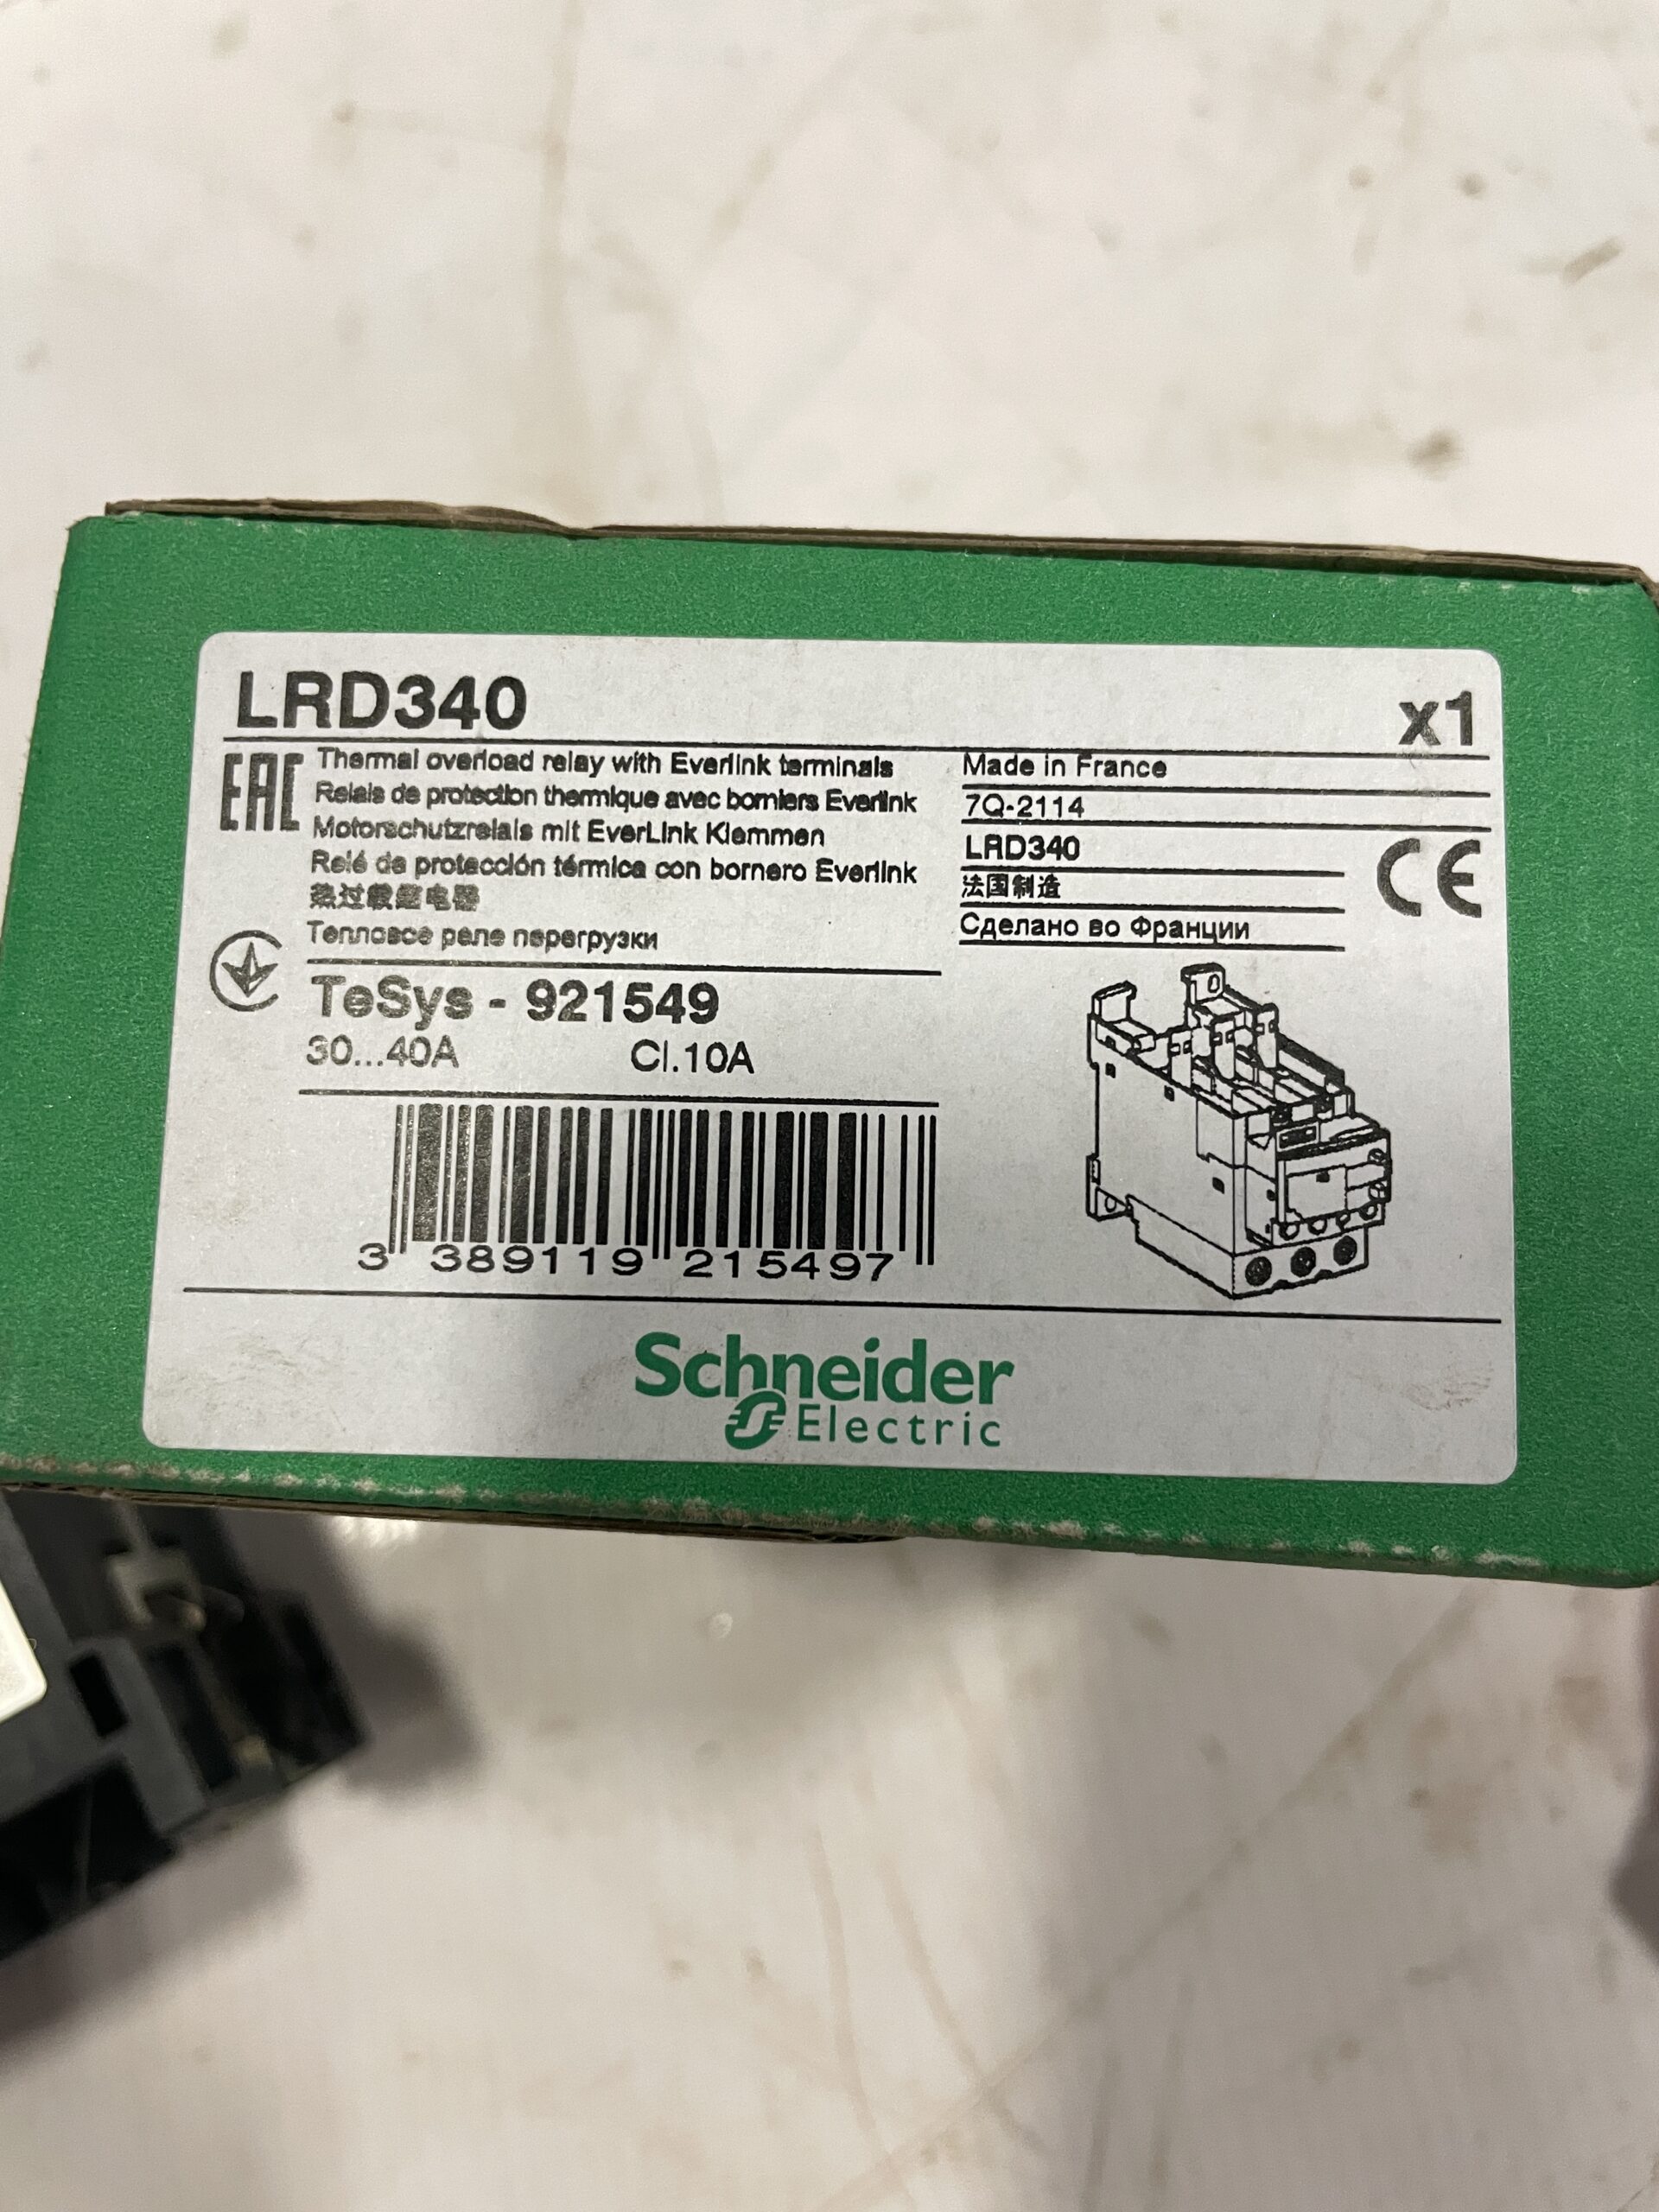 LRD340
x1
EAC
Thermal overload relay with Everlink terminals
Relais de protection thermique avec borniers Everlink
Motorschutzrelais mit EverLink Klemmen
Relé de protección térmica con bornero Everlink
热过载继电器
Тепловое реле перегрузки
Made in France
7Q-2114
LRD340
法国制造
Сделано во Франции
CE
TeSys - 921549
30...40A Cl.10A
3 389119 215497
Schneider
Electric